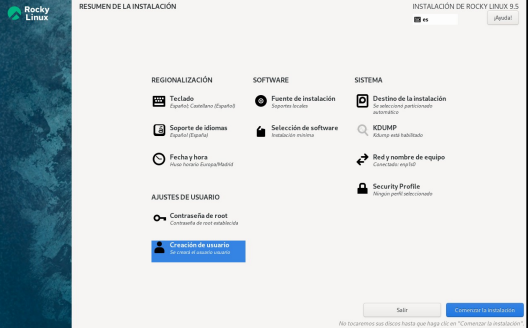 Rocky
Linux
RESUMEN DE LA INSTALACIÓN
INSTALACIÓN DE ROCKY LINUX 9.5
es
¡Ayuda!
REGIONALIZACIÓN
Teclado
Español; Castellano (Español)
Soporte de idiomas
Español (España)
Fecha y hora
Huso horario Europa/Madrid
SOFTWARE
Fuente de instalación
Soportes locales
Selección de software
Instalación mínima
SISTEMA
Destino de la instalación
Se seleccionó particionado
automático
KDUMP
Kdump está habilitado
Red y nombre de equipo
Conectado: enp1s0
Security Profile
Ningún perfil seleccionado
AJUSTES DE USUARIO
Contraseña de root
Contraseña de root establecida
Creación de usuario
Se creará el usuario usuario
Salir
Comenzar la instalación
No tocaremos sus discos hasta que haga clic en "Comenzar la instalación".